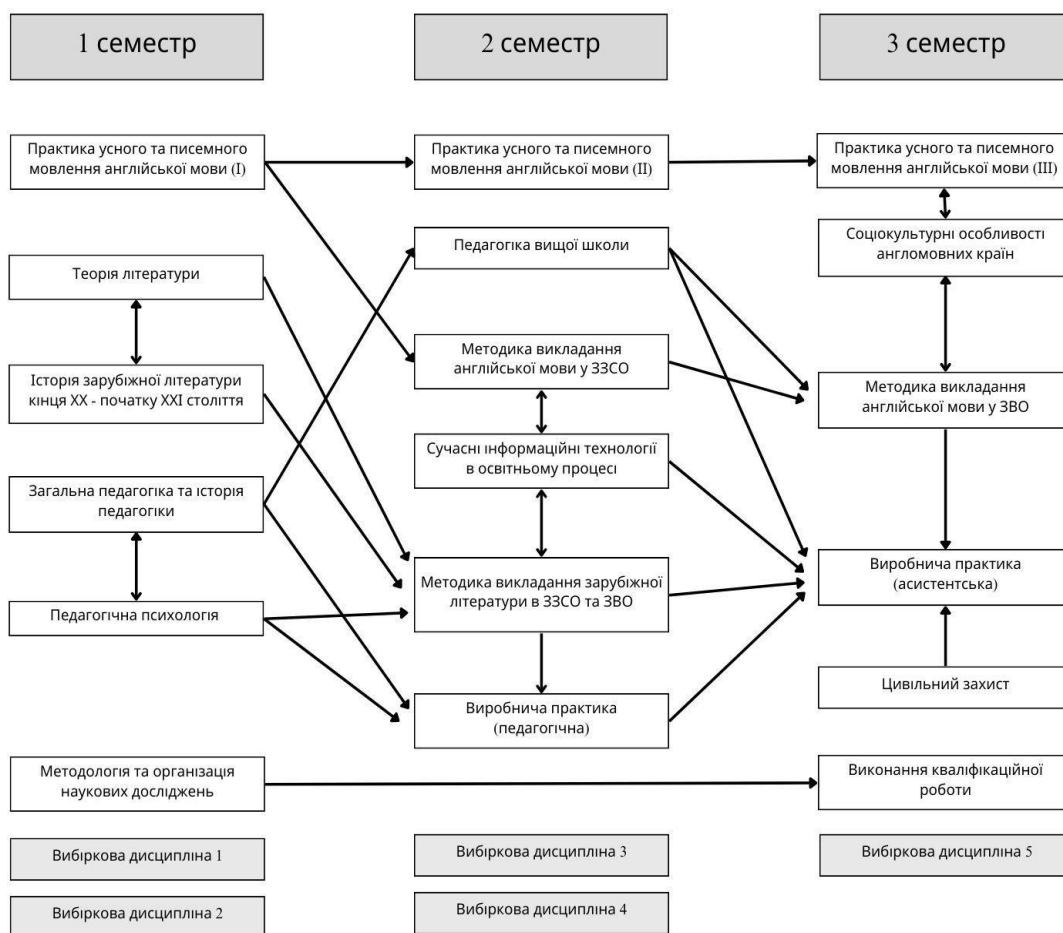 1 семестр
2 семестр
3 семестр
Практика усного та писемного
мовлення англійської мови (I)
Практика усного та писемного
мовлення англійської мови (II)
Практика усного та писемного
мовлення англійської мови (III)
Теорія літератури
Педагогіка вищої школи
Соціокультурні особливості
англомовних країн
Історія зарубіжної літератури
кінця XX - початку XXI століття
Методика викладання
англійської мови у ЗЗСО
Методика викладання
англійської мови у ЗВО
Загальна педагогіка та історія
педагогіки
Сучасні інформаційні технології
в освітньому процесі
Виробнича практика
(асистентська)
Педагогічна психологія
Методика викладання зарубіжної
літератури в ЗЗСО та ЗВО
Цивільний захист
Виробнича практика
(педагогічна)
Методологія та організація
наукових досліджень
Виконання кваліфікаційної
роботи
Вибіркова дисципліна 1
Вибіркова дисципліна 3
Вибіркова дисципліна 5
Вибіркова дисципліна 2
Вибіркова дисципліна 4